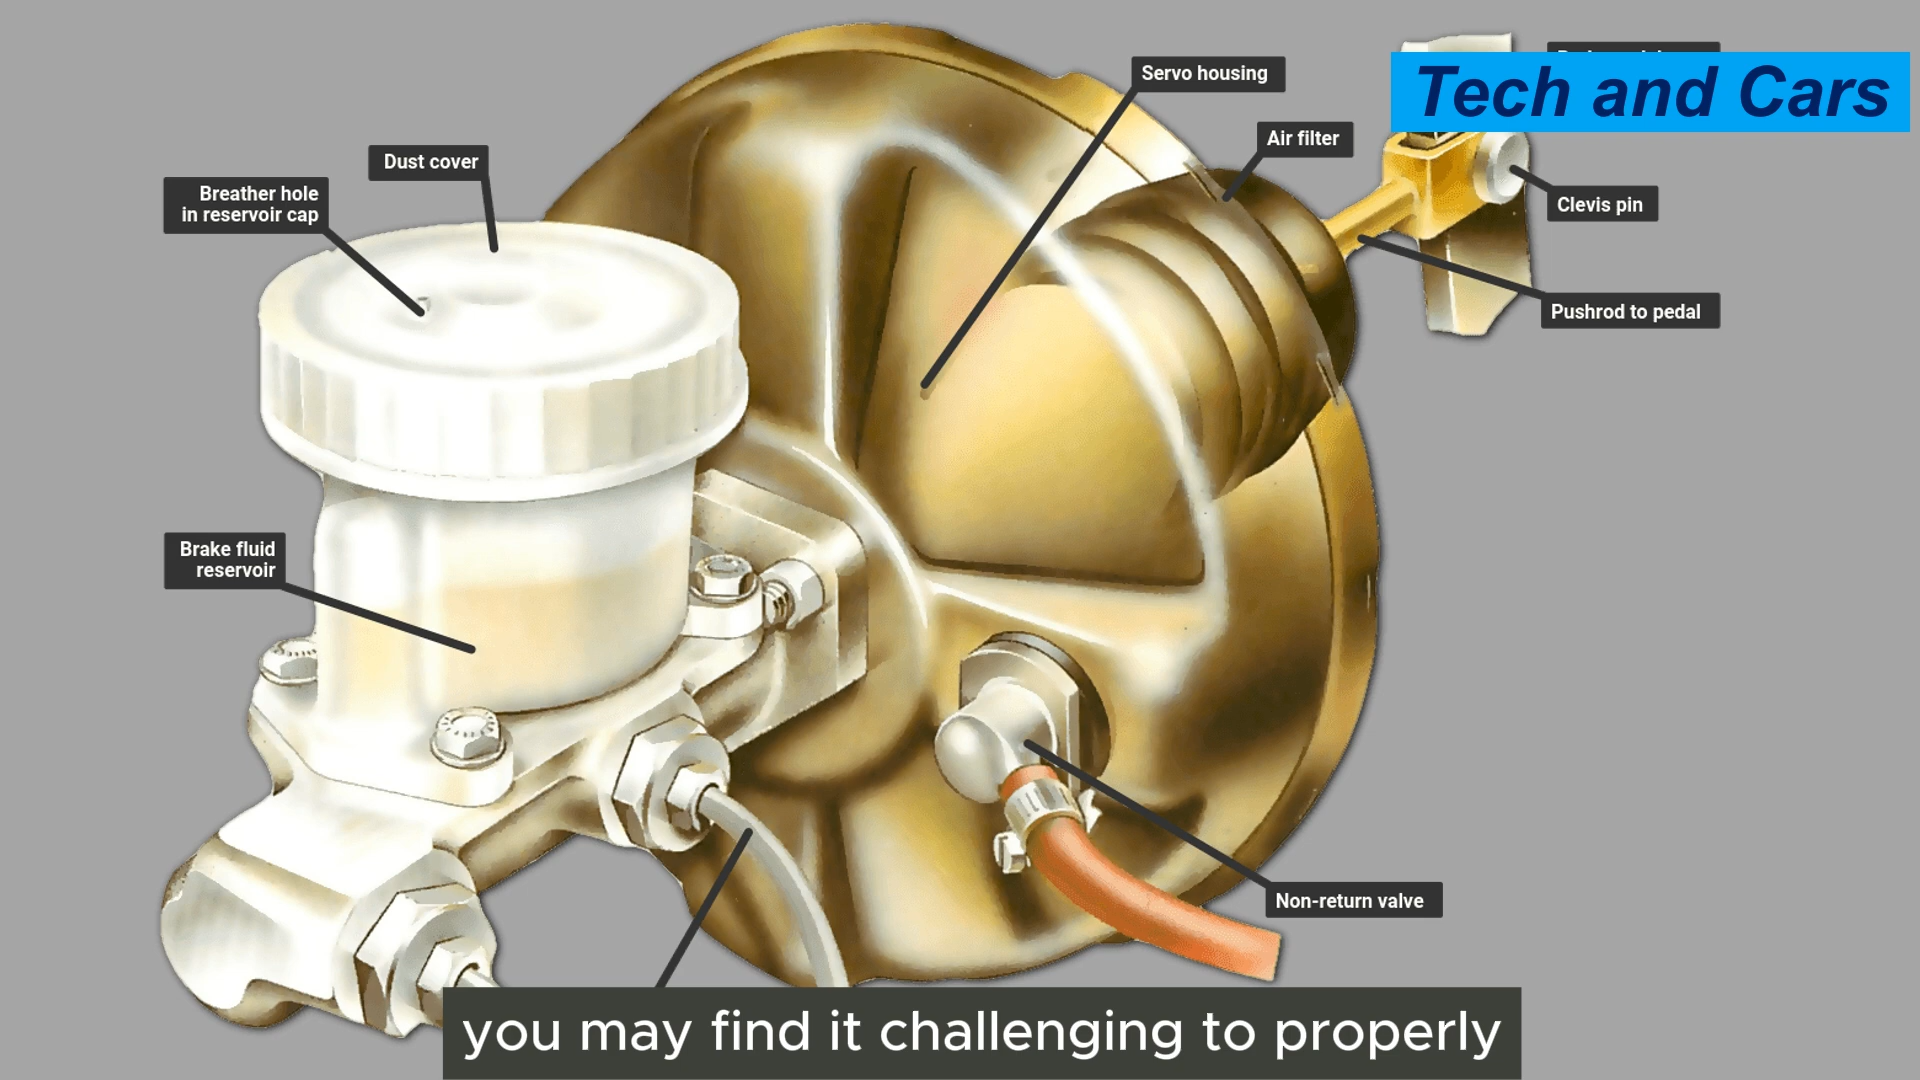 Servo housing
Tech and Cars
Air filter
Dust cover
Breather hole
in reservoir cap
Clevis pin
Pushrod to pedal
Brake fluid
reservoir
Non-return valve
you may find it challenging to properly